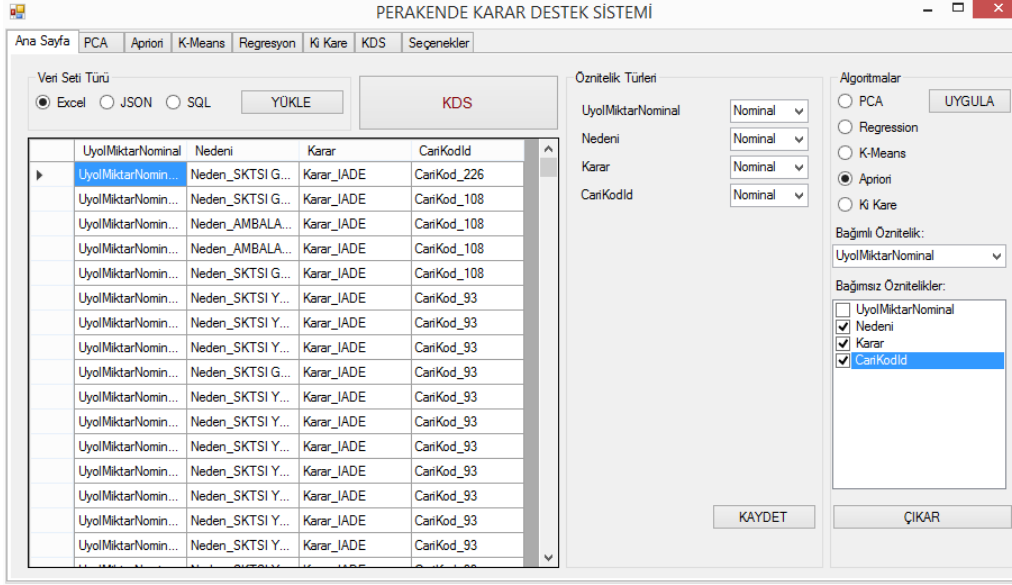 PERAKENDE KARAR DESTEK SİSTEMİ
Ana Sayfa PCA Apriori K-Means Regresyon Ki Kare KDS Seçenekler
Veri Seti Türü
Excel JSON SQL YÜKLE
KDS
UyolMiktarNominal Nedeni Karar CariKodId
UyolMiktarNomin... Neden_SKTSI G... Karar_IADE CariKod_226
UyolMiktarNomin... Neden_SKTSI G... Karar_IADE CariKod_108
UyolMiktarNomin... Neden_AMBALA... Karar_IADE CariKod_108
UyolMiktarNomin... Neden_AMBALA... Karar_IADE CariKod_108
UyolMiktarNomin... Neden_SKTSI G... Karar_IADE CariKod_108
UyolMiktarNomin... Neden_SKTSI Y... Karar_IADE CariKod_93
UyolMiktarNomin... Neden_SKTSI Y... Karar_IADE CariKod_93
UyolMiktarNomin... Neden_SKTSI Y... Karar_IADE CariKod_93
UyolMiktarNomin... Neden_SKTSI G... Karar_IADE CariKod_93
UyolMiktarNomin... Neden_SKTSI Y... Karar_IADE CariKod_93
UyolMiktarNomin... Neden_SKTSI Y... Karar_IADE CariKod_93
UyolMiktarNomin... Neden_SKTSI Y... Karar_IADE CariKod_93
UyolMiktarNomin... Neden_SKTSI Y... Karar_IADE CariKod_93
UyolMiktarNomin... Neden_SKTSI Y... Karar_IADE CariKod_93
UyolMiktarNomin... Neden_SKTSI Y... Karar_IADE CariKod_93
UyolMiktarNomin... Neden_SKTSI Y... Karar_IADE CariKod_93
Öznitelik Türleri
UyolMiktarNominal Nominal
Nedeni Nominal
Karar Nominal
CariKodId Nominal
KAYDET
Algoritmalar
PCA UYGULA
Regression
K-Means
Apriori
Ki Kare
Bağımlı Öznitelik:
UyolMiktarNominal
Bağımsız Öznitelikler:
UyolMiktarNominal
Nedeni
Karar
CariKodId
ÇIKAR